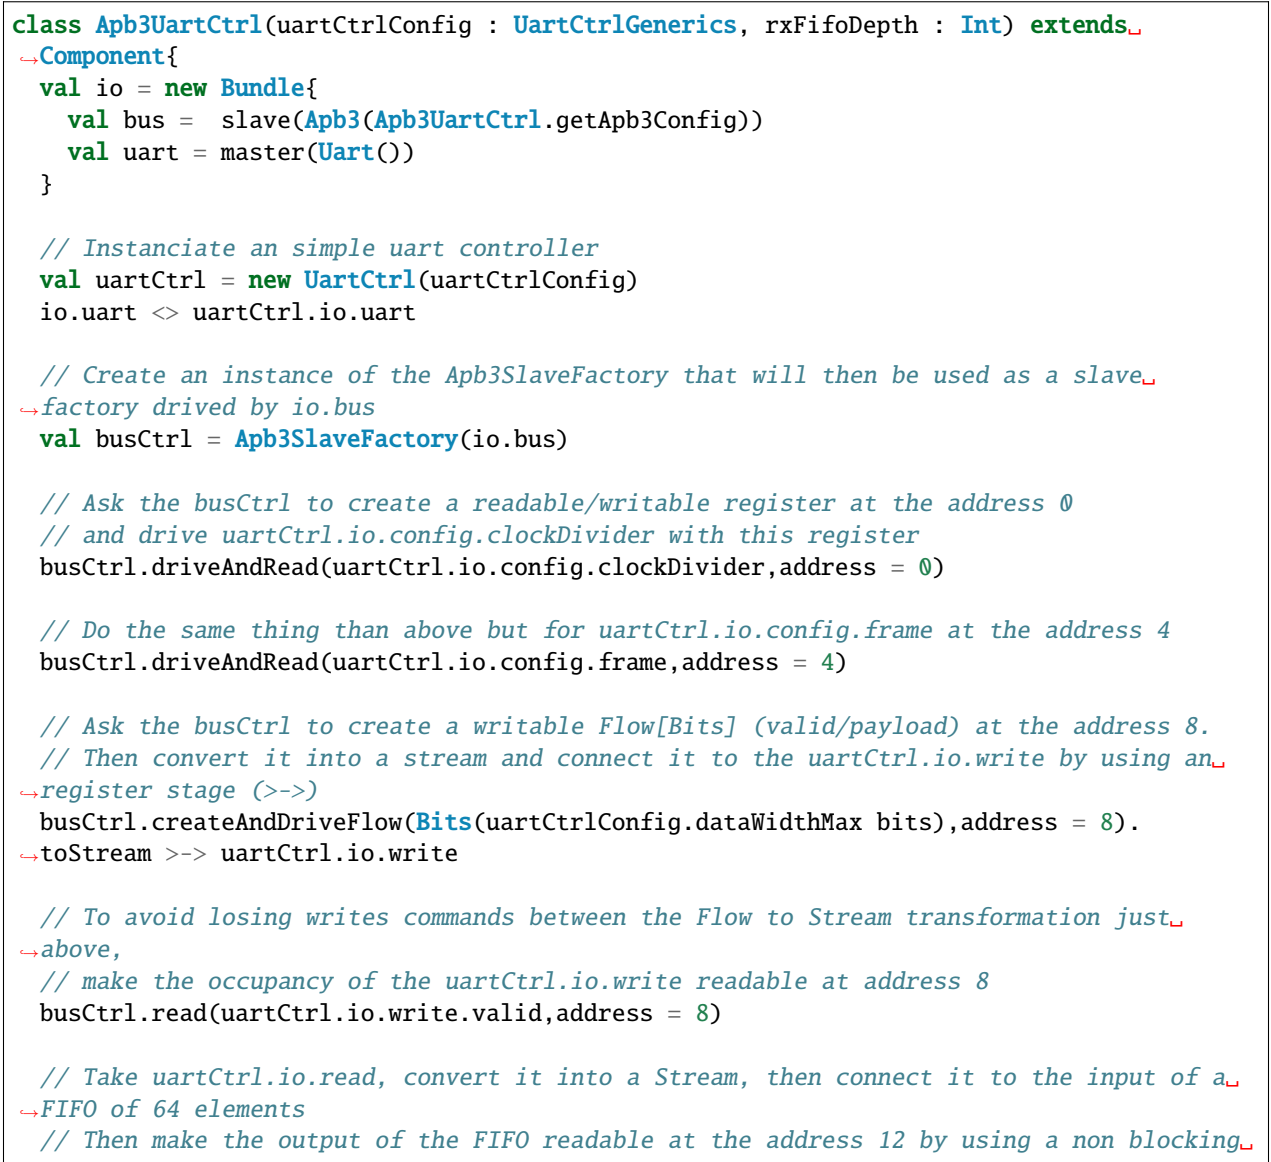 class Apb3UartCtrl(uartCtrlConfig : UartCtrlGenerics, rxFifoDepth : Int) extends␣
↪Component{
  val io = new Bundle{
    val bus =  slave(Apb3(Apb3UartCtrl.getApb3Config))
    val uart = master(Uart())
  }

  // Instanciate an simple uart controller
  val uartCtrl = new UartCtrl(uartCtrlConfig)
  io.uart <> uartCtrl.io.uart

  // Create an instance of the Apb3SlaveFactory that will then be used as a slave␣
↪factory drived by io.bus
  val busCtrl = Apb3SlaveFactory(io.bus)

  // Ask the busCtrl to create a readable/writable register at the address 0
  // and drive uartCtrl.io.config.clockDivider with this register
  busCtrl.driveAndRead(uartCtrl.io.config.clockDivider,address = 0)

  // Do the same thing than above but for uartCtrl.io.config.frame at the address 4
  busCtrl.driveAndRead(uartCtrl.io.config.frame,address = 4)

  // Ask the busCtrl to create a writable Flow[Bits] (valid/payload) at the address 8.
  // Then convert it into a stream and connect it to the uartCtrl.io.write by using an␣
↪register stage (>->)
  busCtrl.createAndDriveFlow(Bits(uartCtrlConfig.dataWidthMax bits),address = 8).
↪toStream >-> uartCtrl.io.write

  // To avoid losing writes commands between the Flow to Stream transformation just␣
↪above,
  // make the occupancy of the uartCtrl.io.write readable at address 8
  busCtrl.read(uartCtrl.io.write.valid,address = 8)

  // Take uartCtrl.io.read, convert it into a Stream, then connect it to the input of a␣
↪FIFO of 64 elements
  // Then make the output of the FIFO readable at the address 12 by using a non blocking␣